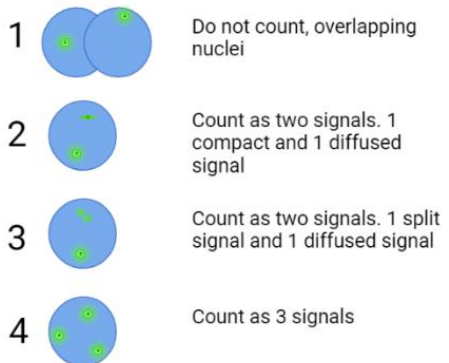 1
Do not count, overlapping
nuclei
2
Count as two signals. 1
compact and 1 diffused
signal
3
Count as two signals. 1 split
signal and 1 diffused signal
4
Count as 3 signals